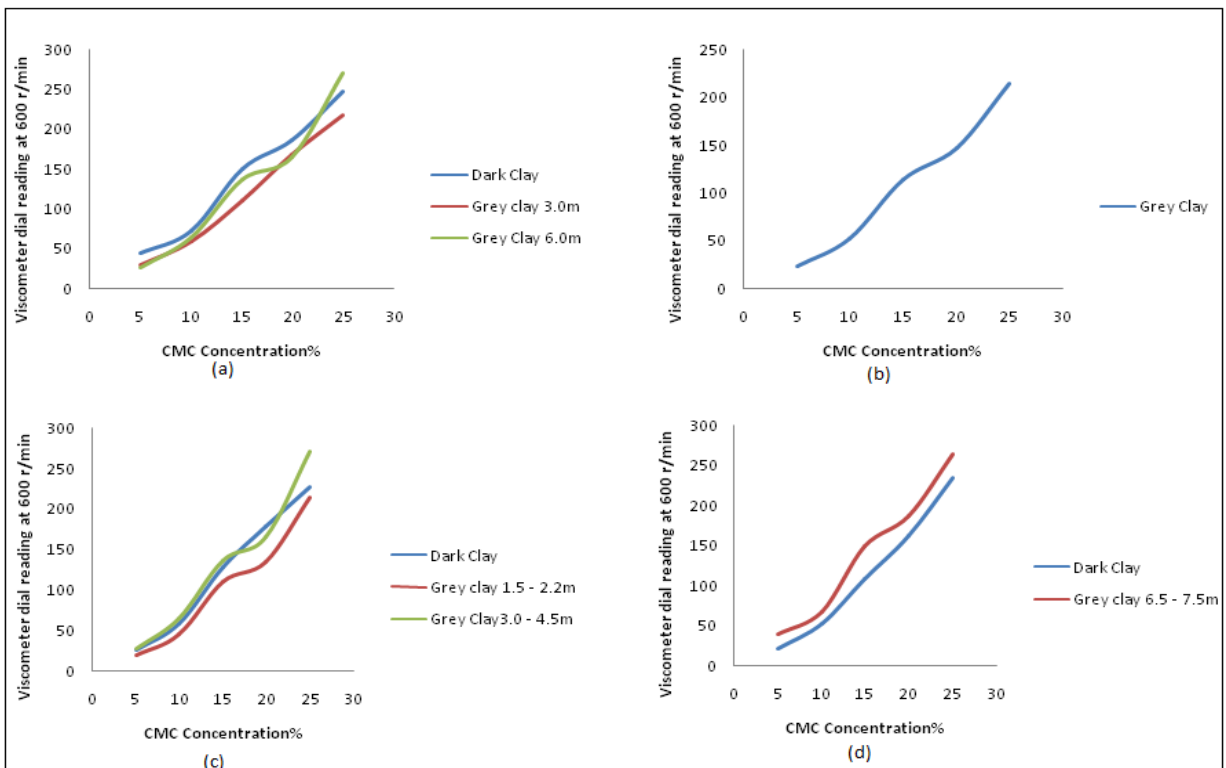 Viscometer dial reading at 600 r/min
300
250
200
150
100
50
0
0 5 10 15 20 25 30
CMC Concentration%
(a)
Dark Clay
Grey clay 3.0m
Grey Clay 6.0m
Viscometer dial reading at 600 r/min
250
200
150
100
50
0
0 5 10 15 20 25 30
CMC Concentration%
(b)
Grey Clay
Viscometer dial reading at 600 r/min
300
250
200
150
100
50
0
0 5 10 15 20 25 30
CMC Concentration%
(c)
Dark Clay
Grey clay 1.5 - 2.2m
Grey Clay3.0 - 4.5m
Viscometer dial reading at 600 r/min
300
250
200
150
100
50
0
0 5 10 15 20 25 30
CMC Concentration%
(d)
Dark Clay
Grey clay 6.5 - 7.5m